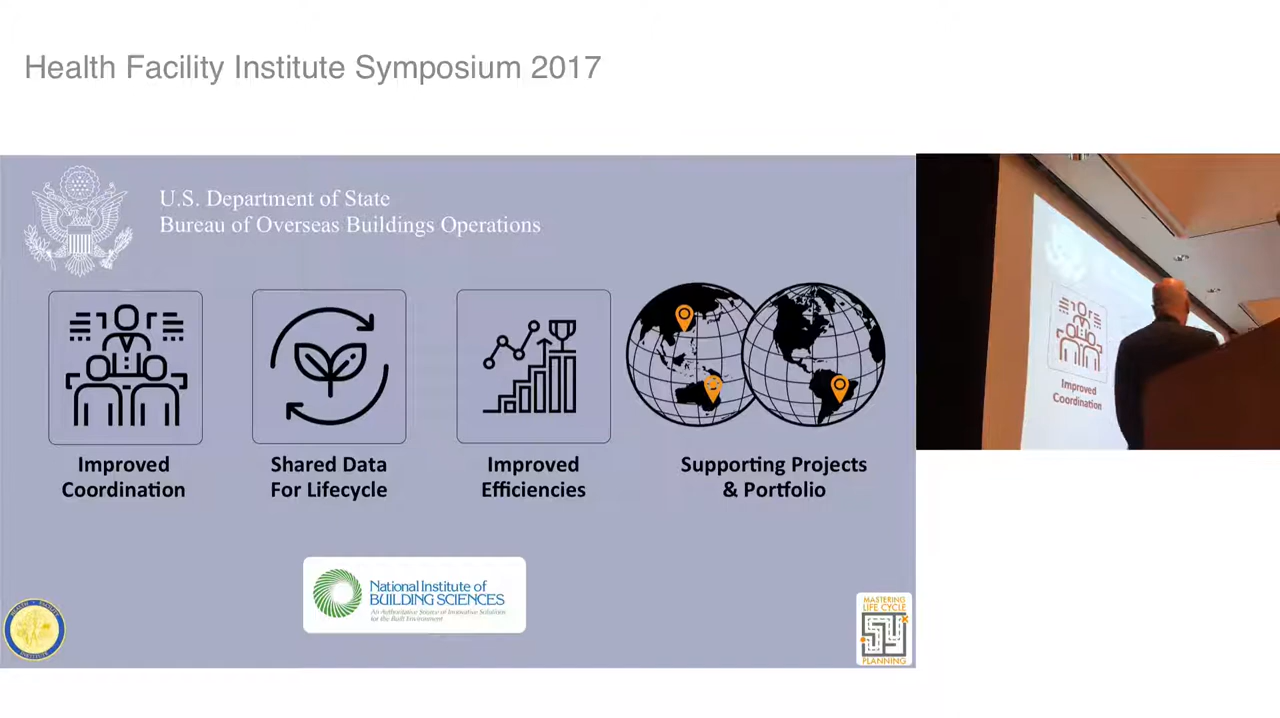 Health Facility Institute Symposium 2017
U.S. Department of State
Bureau of Overseas Buildings Operations
Improved
Coordination
Shared Data
For Lifecycle
Improved
Efficiencies
Supporting Projects
& Portfolio
National Institute of
BUILDING SCIENCES
An Authoritative Source of Innovative Solutions
for the Built Environment
MASTERING
LIFE CYCLE
PLANNING
HEALTH
INSTITUTE
Improved
Coordination